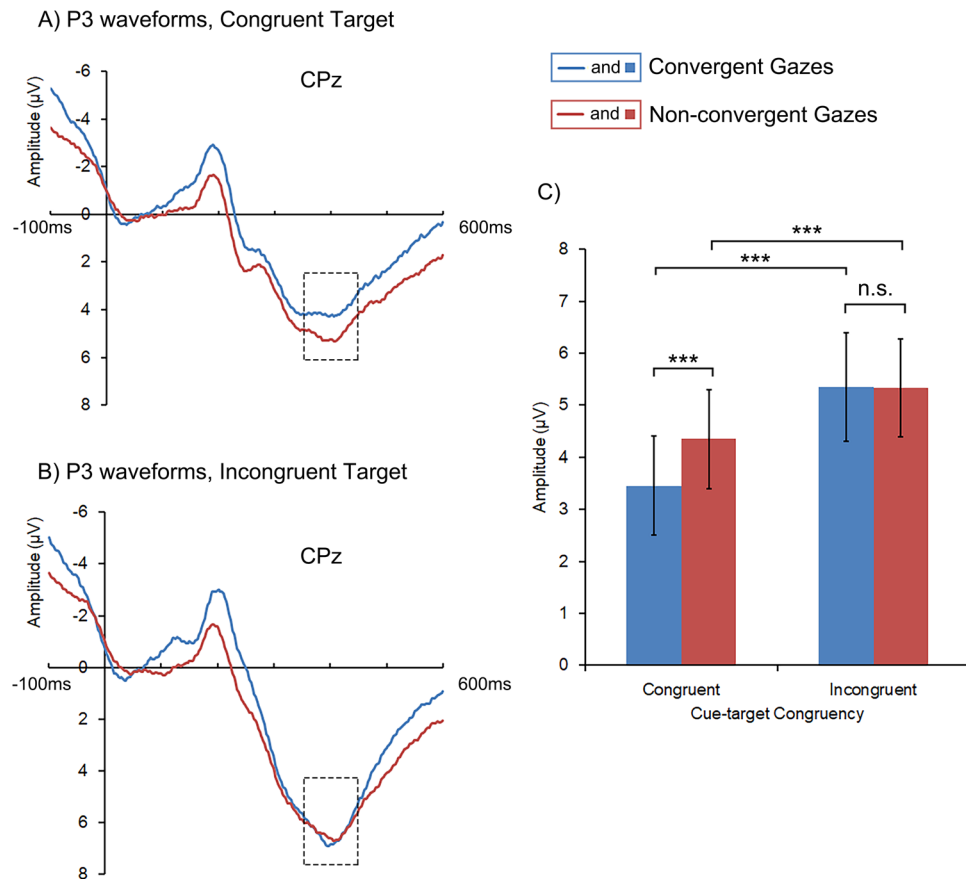 A) P3 waveforms, Congruent Target
CPz
Amplitude (µV)
-6
-4
-2
0
2
4
6
8
-100ms
600ms
B) P3 waveforms, Incongruent Target
CPz
Amplitude (µV)
-6
-4
-2
0
2
4
6
8
-100ms
600ms
and Convergent Gazes
and Non-convergent Gazes
C)
Amplitude (µV)
8
7
6
5
4
3
2
1
0
***
***
n.s.
***
Congruent Incongruent
Cue-target Congruency